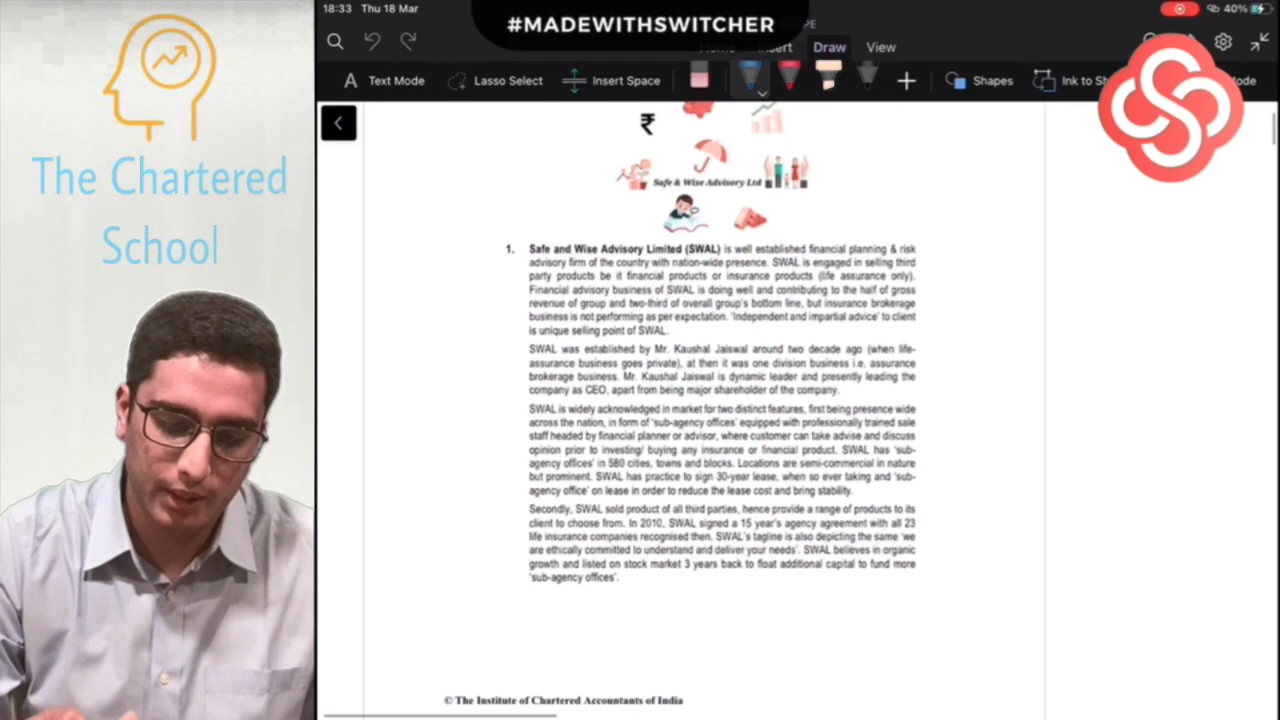 18:33 Thu 18 Mar
#MADEWITHSWITCHER
40%
Draw
View
Text Mode
Lasso Select
Insert Space
Shapes
The Chartered
School
₹
Safe & Wise Advisory Ltd
1. Safe and Wise Advisory Limited (SWAL) is well established financial planning & risk
advisory firm of the country with nation-wide presence. SWAL is engaged in selling third
party products be it financial products or insurance products (life assurance only).
Financial advisory business of SWAL is doing well and contributing to the half of gross
revenue of group and two-third of overall group's bottom line, but insurance brokerage
business is not performing as per expectation. 'Independent and impartial advice' to client
is unique selling point of SWAL.
SWAL was established by Mr. Kaushal Jaiswal around two decade ago (when life-
assurance business goes private), at then it was one division business i.e. assurance
brokerage business. Mr. Kaushal Jaiswal is dynamic leader and presently leading the
company as CEO, apart from being major shareholder of the company.
SWAL is widely acknowledged in market for two distinct features, first being presence wide
across the nation, in form of 'sub-agency offices' equipped with professionally trained sale
staff headed by financial planner or advisor, where customer can take advise and discuss
opinion prior to investing/ buying any insurance or financial product. SWAL has 'sub-
agency offices' in 580 cities, towns and blocks. Locations are semi-commercial in nature
but prominent. SWAL has practice to sign 30-year lease, when so ever taking and 'sub-
agency office' on lease in order to reduce the lease cost and bring stability.
Secondly, SWAL sold product of all third parties, hence provide a range of products to its
client to choose from. In 2010, SWAL signed a 15 year's agency agreement with all 23
life insurance companies recognised then. SWAL's tagline is also depicting the same 'we
are ethically committed to understand and deliver your needs'. SWAL believes in organic
growth and listed on stock market 3 years back to float additional capital to fund more
'sub-agency offices'.
© The Institute of Chartered Accountants of India